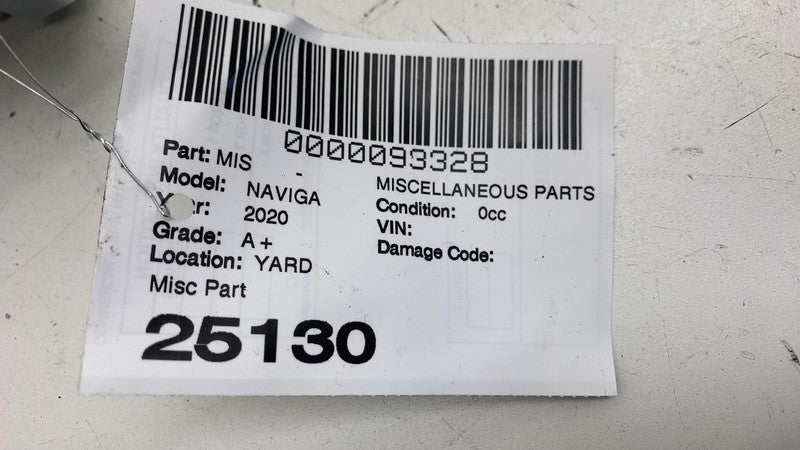 0000093328
Part: MIS -
MISCELLANEOUS PARTS
Model: NAVIGA
Condition: 0cc
2020
VIN:
Grade: A+
Damage Code:
Location: YARD
Misc Part
25130